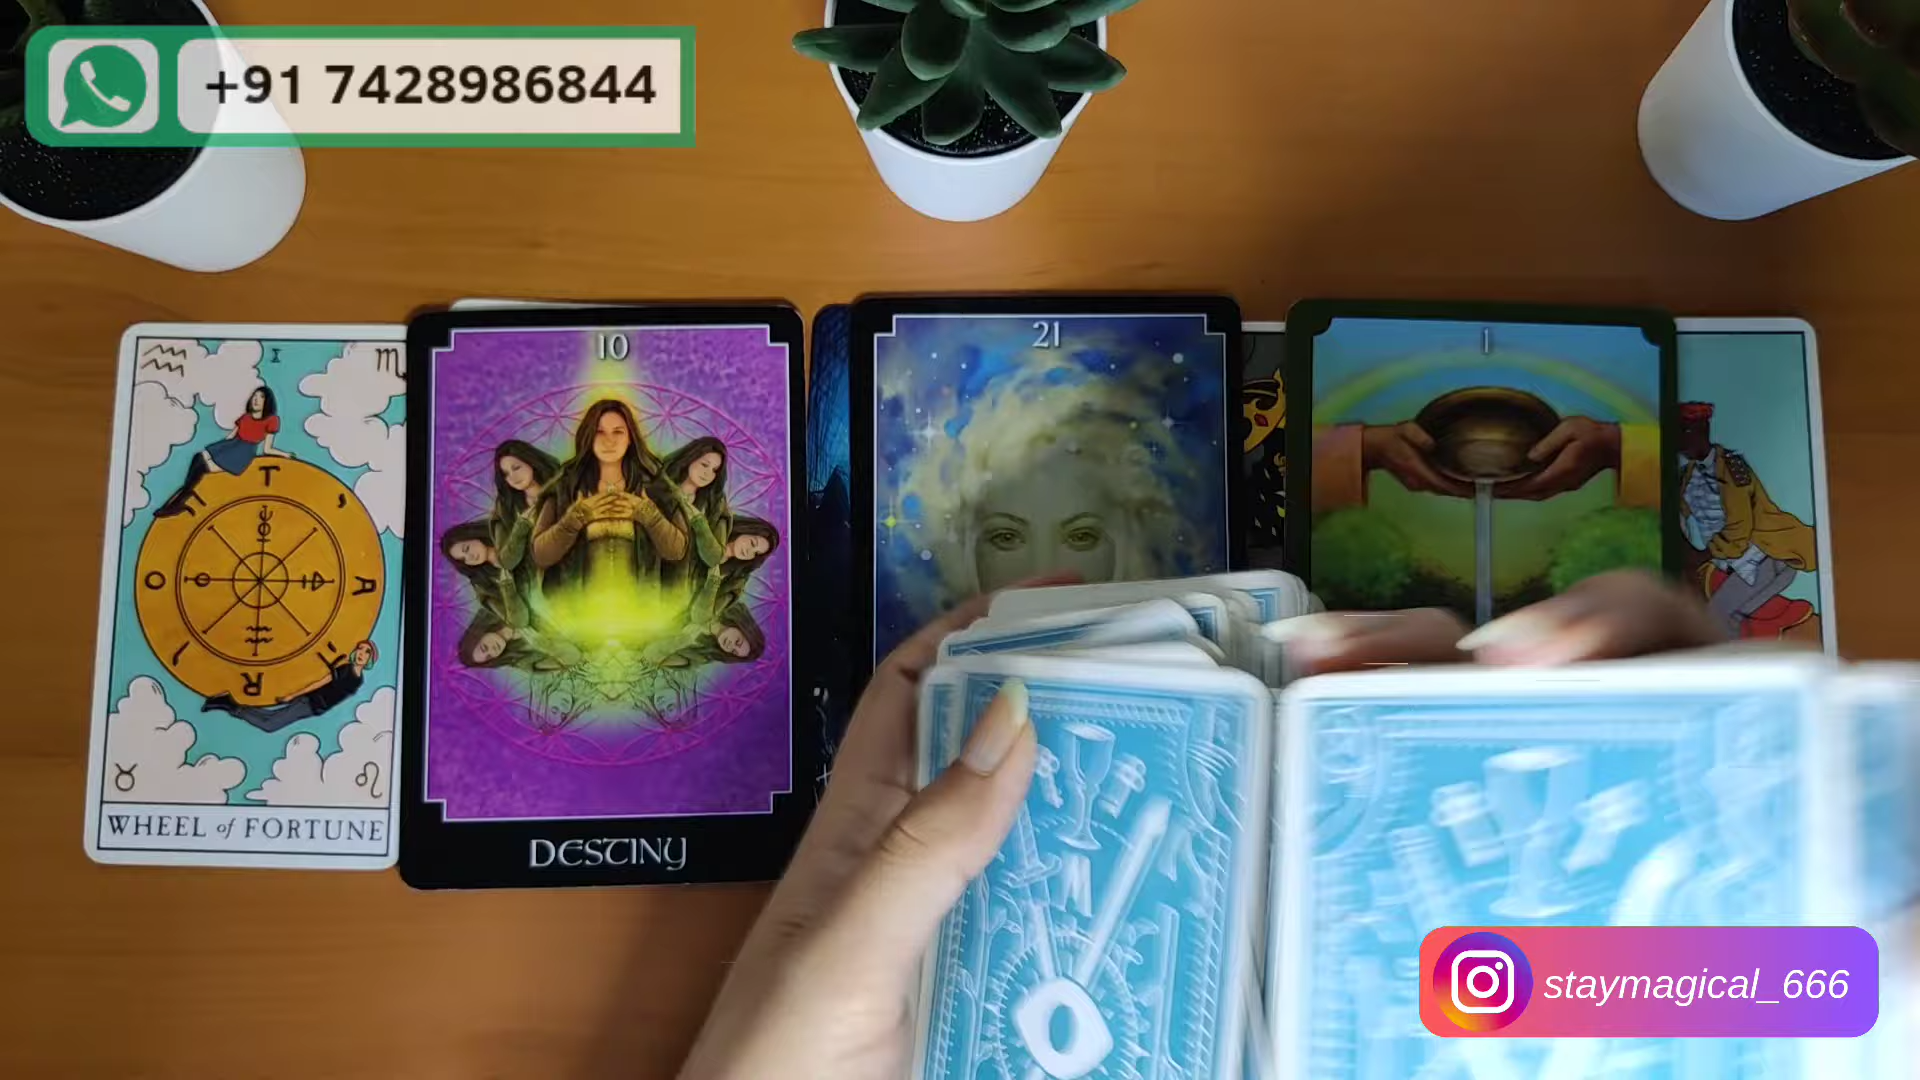 +91 7428986844
10
21
I
I
T
A
R
O
WHEEL of FORTUNE
DESTINY
staymagical_666